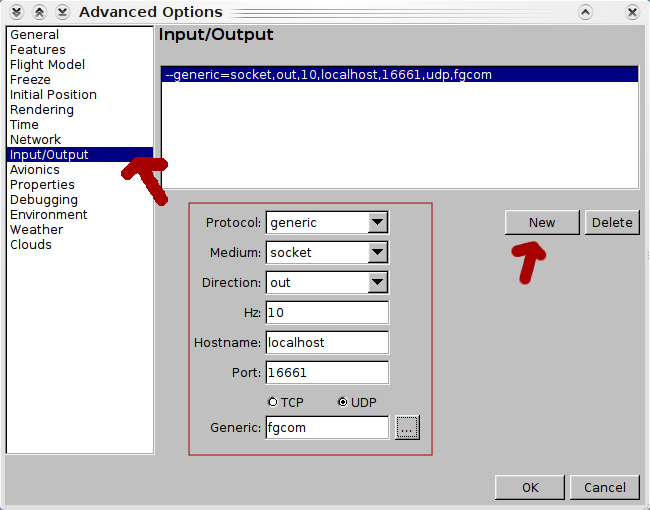 Advanced Options
General
Features
Flight Model
Freeze
Initial Position
Rendering
Time
Network
Input/Output
Avionics
Properties
Debugging
Environment
Weather
Clouds
Input/Output
--generic=socket,out,10,localhost,16661,udp,fgcom
New
Delete
Protocol: generic
Medium: socket
Direction: out
Hz: 10
Hostname: localhost
Port: 16661
TCP UDP
Generic: fgcom ...
OK
Cancel